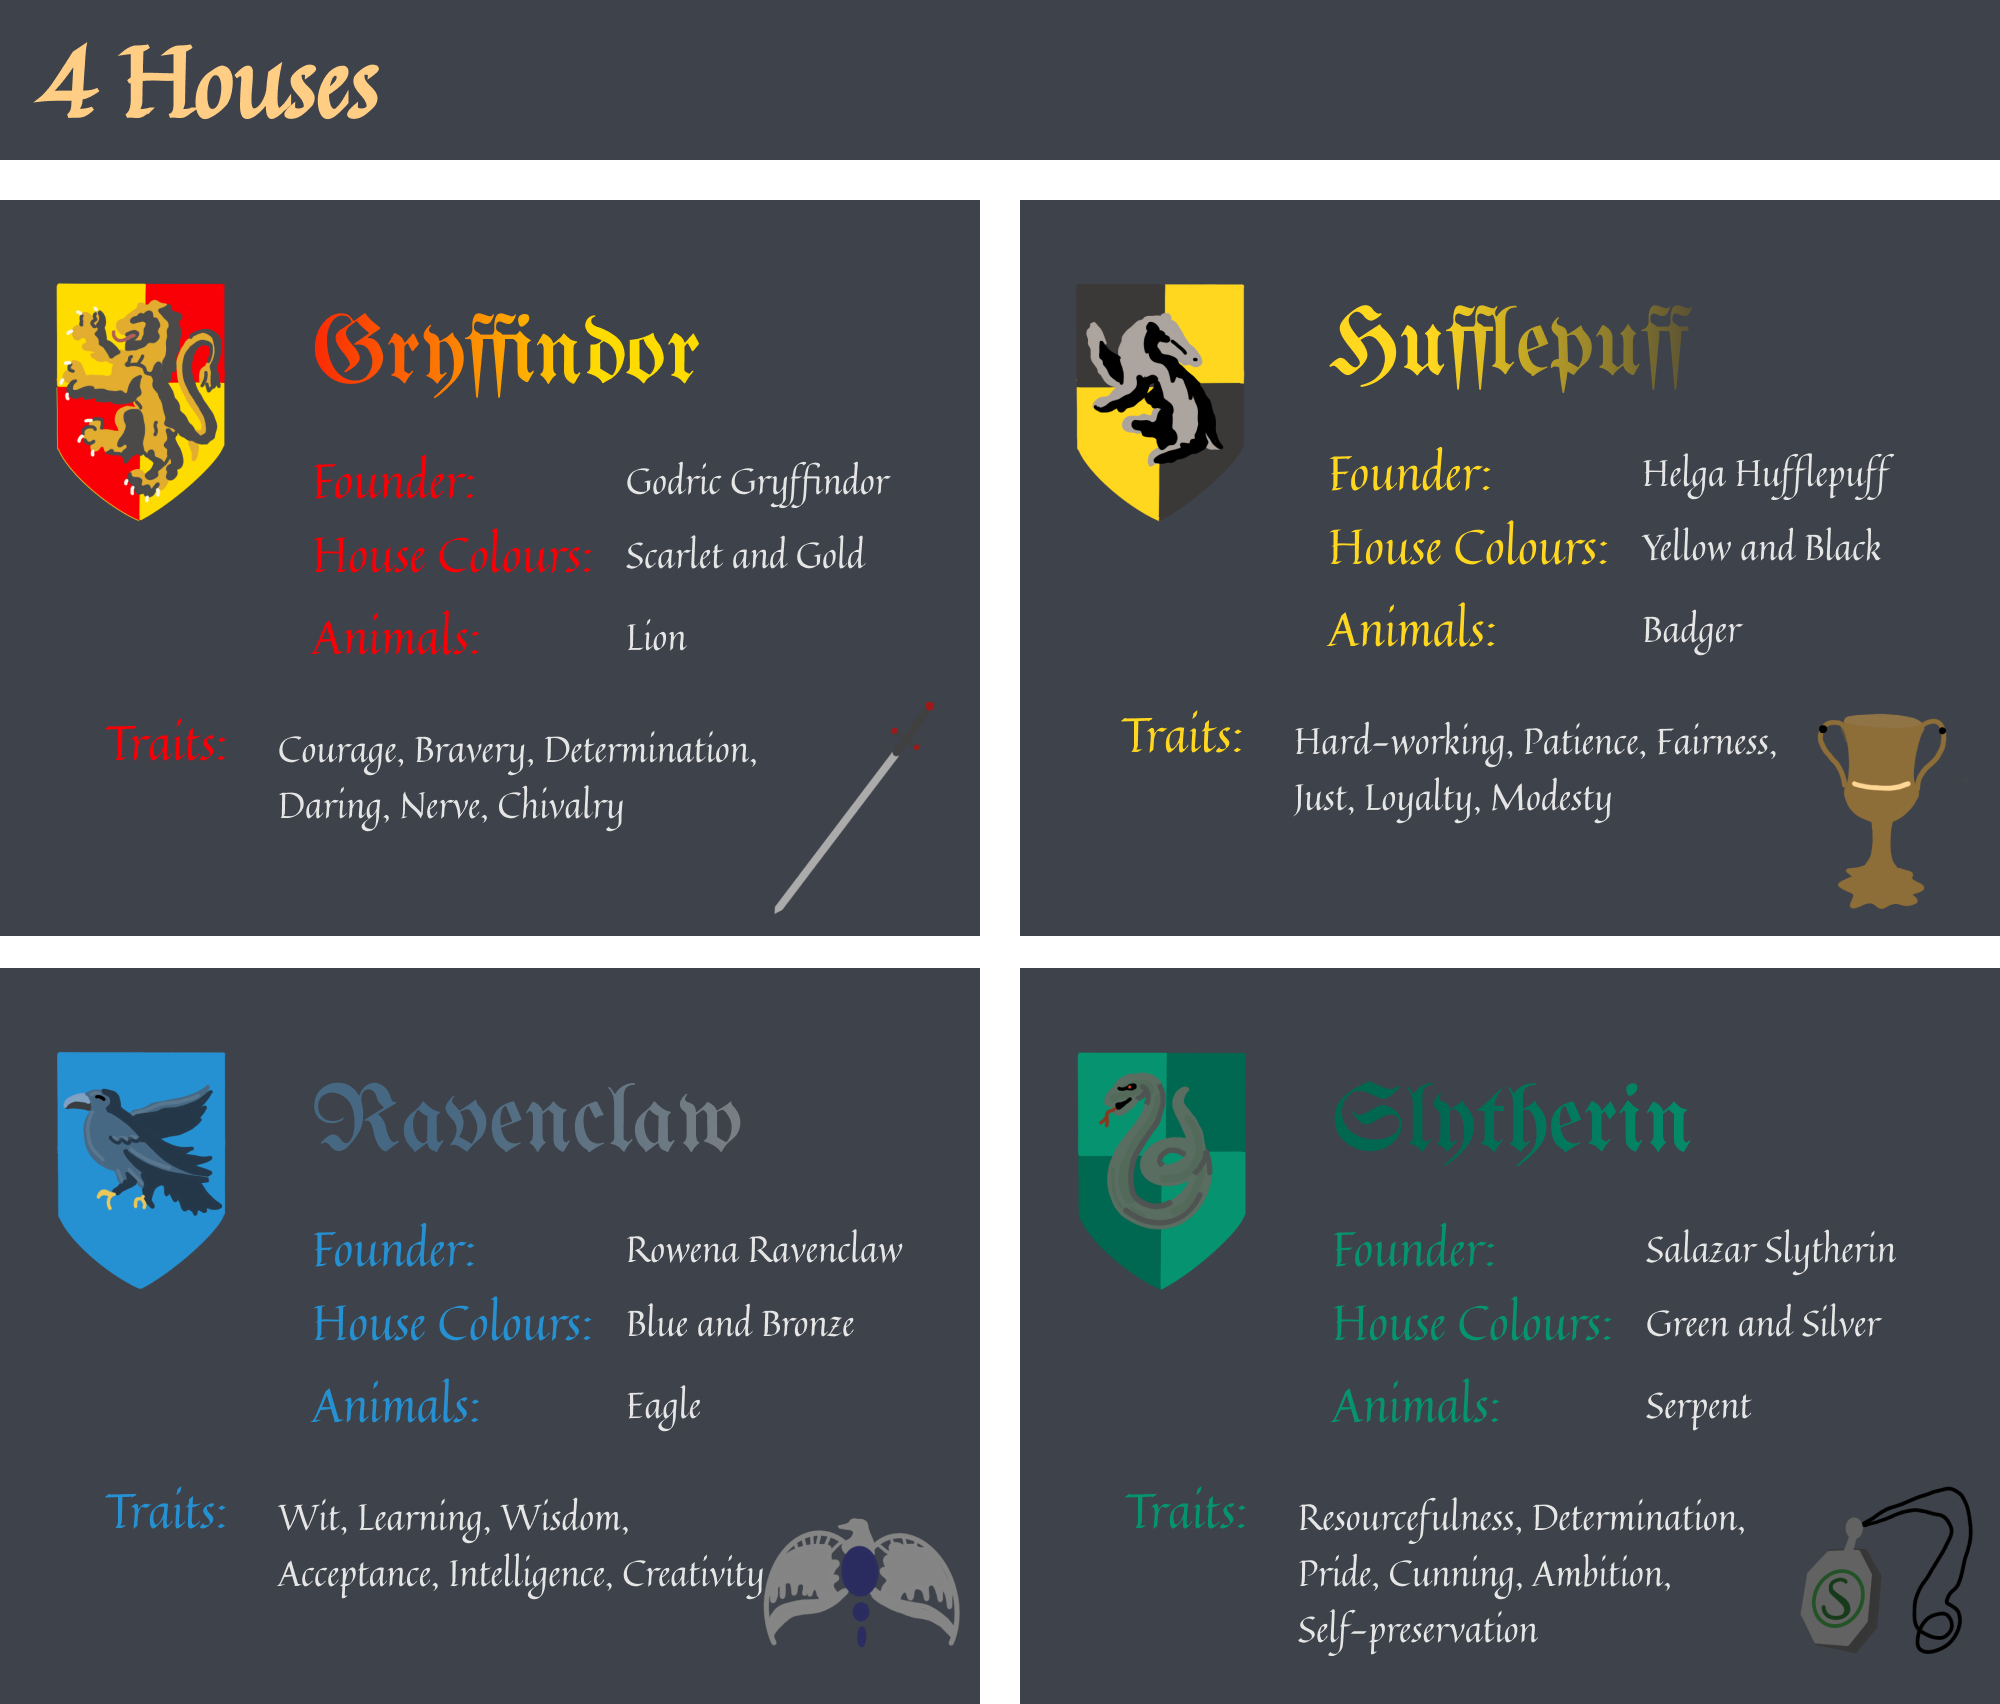 4 Houses
Gryffindor
Founder: Godric Gryffindor
House Colours: Scarlet and Gold
Animals: Lion
Traits: Courage, Bravery, Determination,
Daring, Nerve, Chivalry
Hufflepuff
Founder: Helga Hufflepuff
House Colours: Yellow and Black
Animals: Badger
Traits: Hard-working, Patience, Fairness,
Just, Loyalty, Modesty
Ravenclaw
Founder: Rowena Ravenclaw
House Colours: Blue and Bronze
Animals: Eagle
Traits: Wit, Learning, Wisdom,
Acceptance, Intelligence, Creativity
Slytherin
Founder: Salazar Slytherin
House Colours: Green and Silver
Animals: Serpent
Traits: Resourcefulness, Determination,
Pride, Cunning, Ambition,
Self-preservation
S